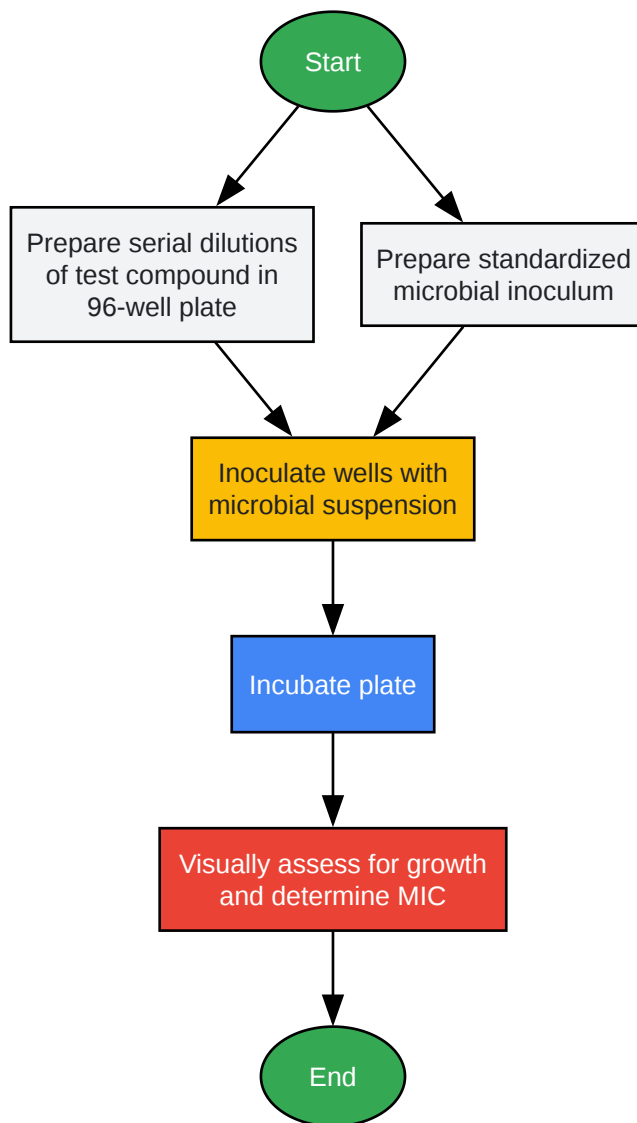 Start
Prepare serial dilutions
of test compound in
96-well plate
Prepare standardized
microbial inoculum
Inoculate wells with
microbial suspension
Incubate plate
Visually assess for growth
and determine MIC
End